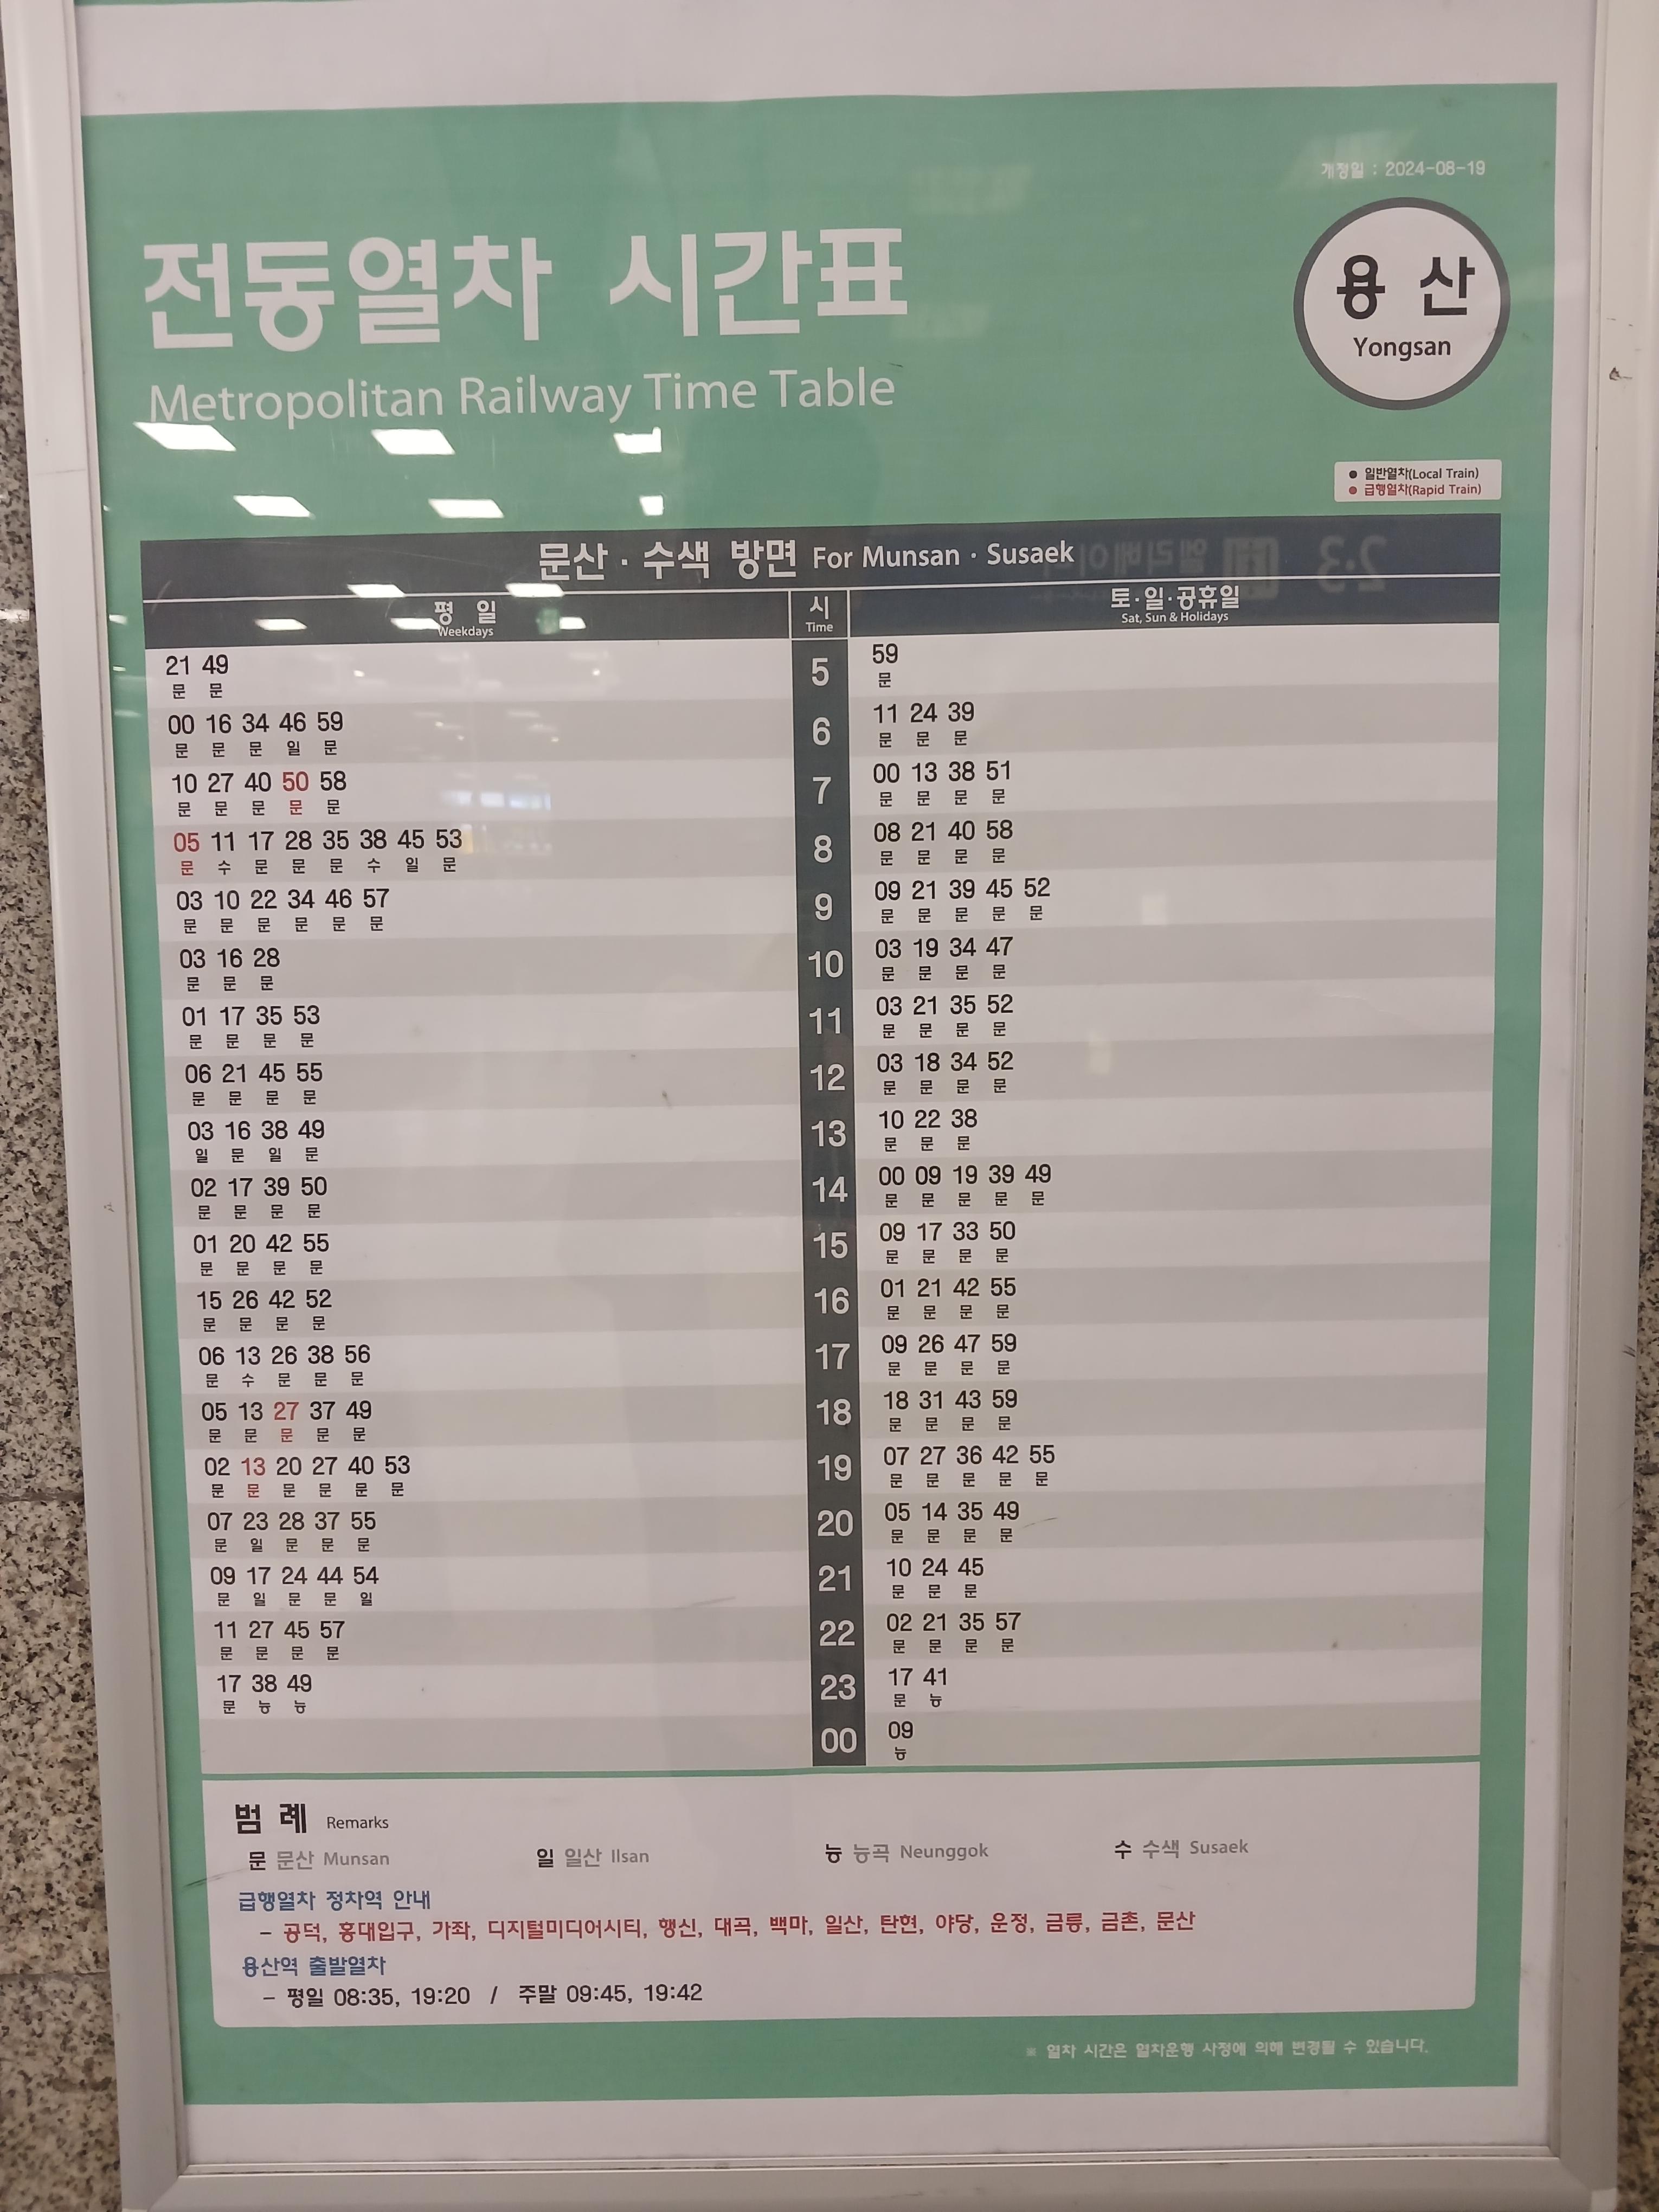 개정일 : 2024-08-19
전동열차 시간표
용 산
Yongsan
Metropolitan Railway Time Table
● 일반열차(Local Train)
● 급행열차(Rapid Train)
문산 · 수색 방면 For Munsan · Susaek
평 일 시 토·일·공휴일
Weekdays Time Sat, Sun & Holidays
21 49 5 59
문 문 문
00 16 34 46 59 6 11 24 39
문 문 문 일 문 문 문 문
10 27 40 50 58 7 00 13 38 51
문 문 문 문 문 문 문 문 문
05 11 17 28 35 38 45 53 8 08 21 40 58
문 수 문 문 문 수 일 문 문 문 문 문
03 10 22 34 46 57 9 09 21 39 45 52
문 문 문 문 문 문 문 문 문 문 문
03 16 28 10 03 19 34 47
문 문 문 문 문 문 문
01 17 35 53 11 03 21 35 52
문 문 문 문 문 문 문 문
06 21 45 55 12 03 18 34 52
문 문 문 문 문 문 문 문
03 16 38 49 13 10 22 38
일 문 일 문 문 문 문
02 17 39 50 14 00 09 19 39 49
문 문 문 문 문 문 문 문 문
01 20 42 55 15 09 17 33 50
문 문 문 문 문 문 문 문
15 26 42 52 16 01 21 42 55
문 문 문 문 문 문 문 문
06 13 26 38 56 17 09 26 47 59
문 수 문 문 문 문 문 문 문
05 13 27 37 49 18 18 31 43 59
문 문 문 문 문 문 문 문 문
02 13 20 27 40 53 19 07 27 36 42 55
문 문 문 문 문 문 문 문 문 문 문
07 23 28 37 55 20 05 14 35 49
문 일 문 문 문 문 문 문 문
09 17 24 44 54 21 10 24 45
문 일 문 문 일 문 문 문
11 27 45 57 22 02 21 35 57
문 문 문 문 문 문 문 문
17 38 49 23 17 41
문 능 능 문 능
00 09
능
범 례 Remarks
문 문산 Munsan 일 일산 Ilsan 능 능곡 Neunggok 수 수색 Susaek
급행열차 정차역 안내
– 공덕, 홍대입구, 가좌, 디지털미디어시티, 행신, 대곡, 백마, 일산, 탄현, 야당, 운정, 금릉, 금촌, 문산
용산역 출발열차
– 평일 08:35, 19:20 / 주말 09:45, 19:42
※ 열차 시간은 열차운행 사정에 의해 변경될 수 있습니다.